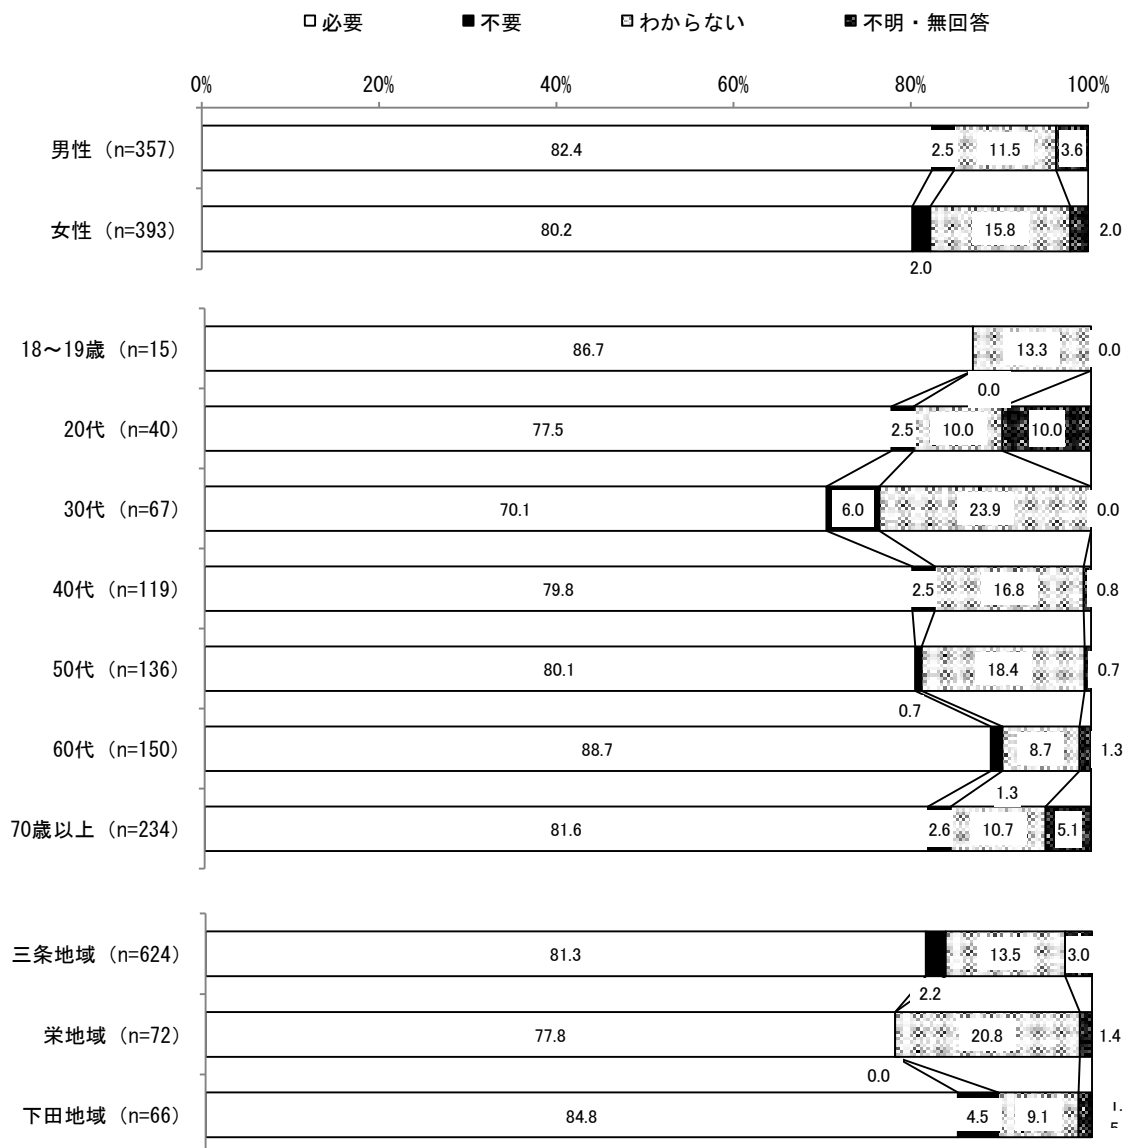 □必要 ■不要 □わからない ■不明・無回答
0% 20% 40% 60% 80% 100%
男性 (n=357) 82.4 2.5 11.5 3.6
女性 (n=393) 80.2 15.8 2.0
2.0
18～19歳 (n=15) 86.7 13.3 0.0
0.0
20代 (n=40) 77.5 2.5 10.0 10.0
30代 (n=67) 70.1 6.0 23.9 0.0
40代 (n=119) 79.8 2.5 16.8 0.8
50代 (n=136) 80.1 18.4 0.7
0.7
60代 (n=150) 88.7 8.7 1.3
1.3
70歳以上 (n=234) 81.6 2.6 10.7 5.1
三条地域 (n=624) 81.3 13.5 3.0
2.2
栄地域 (n=72) 77.8 20.8 1.4
0.0
下田地域 (n=66) 84.8 4.5 9.1